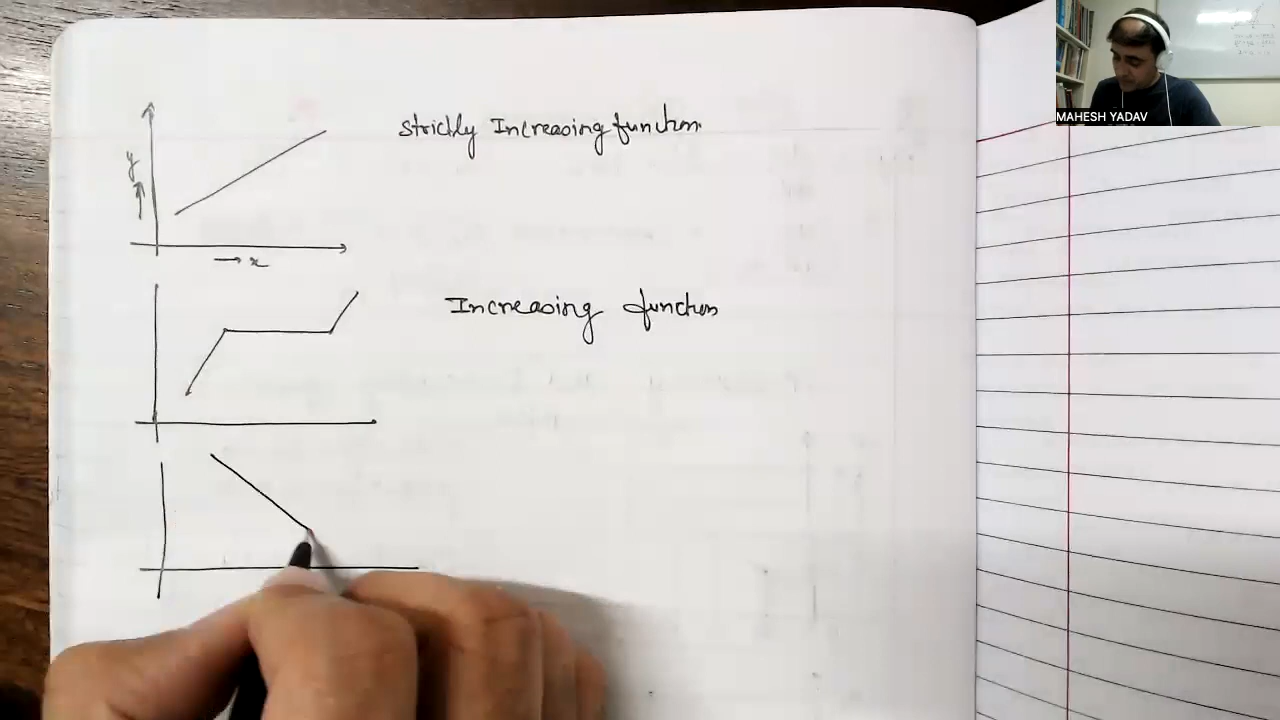 MAHESH YADAV
Strictly Increasing function
y
x
Increasing function